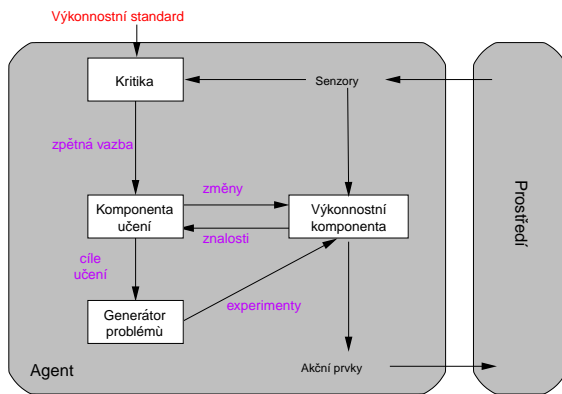 Výkonnostní standard
Kritika
Senzory
zpětná vazba
změny
Komponenta
učení
Výkonnostní
komponenta
znalosti
Prostředí
cíle
učení
Generátor
problémù
experimenty
Agent
Akční prvky